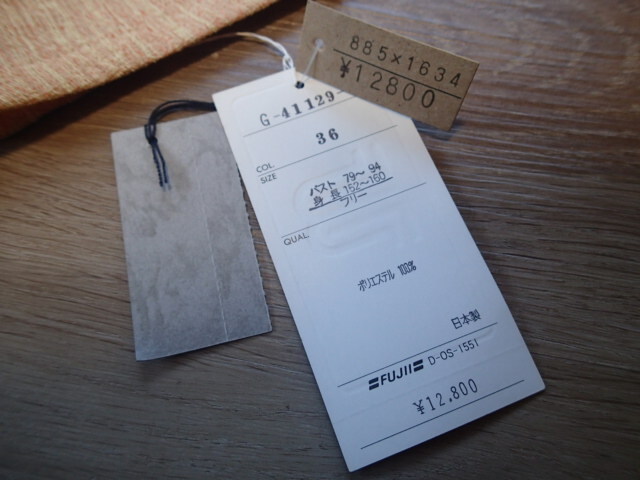 885×1634
¥12800
G-41129-
36
COL.
SIZE
バスト 79～94
身長 152～160
フリー
QUAL.
ポリエステル 100%
日本製
FUJII D-OS-1551
¥12,800